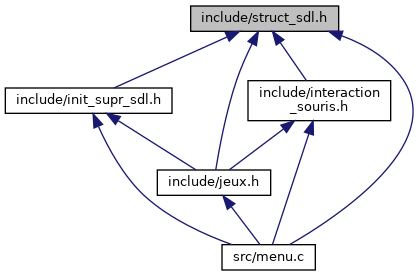 include/struct_sdl.h
include/init_supr_sdl.h
include/interaction
_souris.h
include/jeux.h
src/menu.c